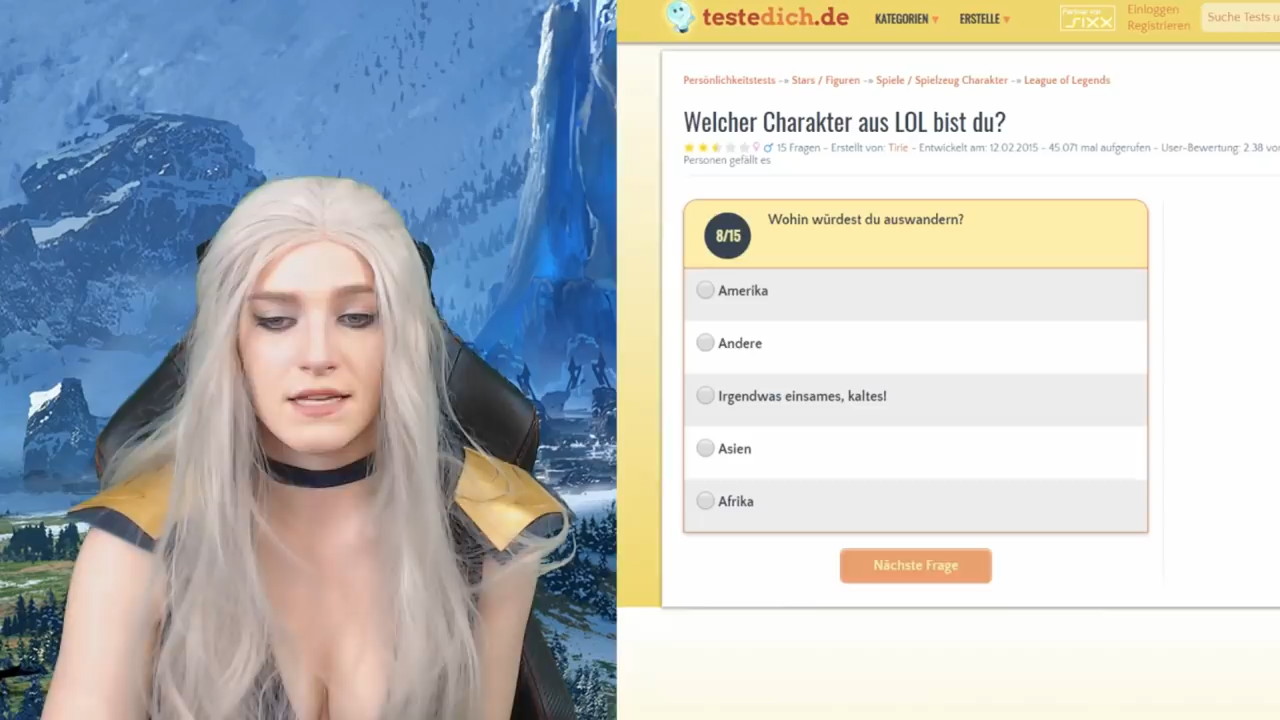 testedich.de
KATEGORIEN ▼ ERSTELLE ▼
Partner von
sixx
Einloggen
Registrieren
Suche Tests u
Persönlichkeitstests -» Stars / Figuren -» Spiele / Spielzeug Charakter -» League of Legends
Welcher Charakter aus LOL bist du?
15 Fragen - Erstellt von: Tirie - Entwickelt am: 12.02.2015 - 45.071 mal aufgerufen - User-Bewertung: 2.38 von
Personen gefällt es
8/15
Wohin würdest du auswandern?
Amerika
Andere
Irgendwas einsames, kaltes!
Asien
Afrika
Nächste Frage